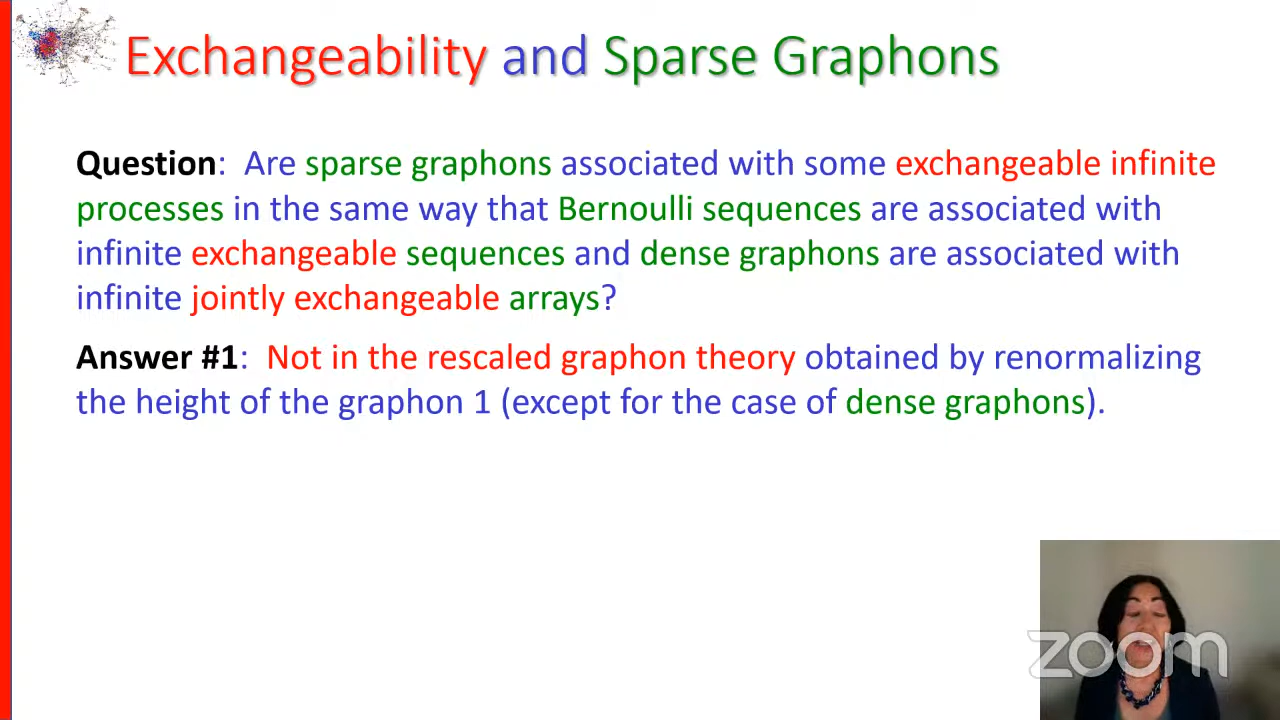 Exchangeability and Sparse Graphons
Question: Are sparse graphons associated with some exchangeable infinite
processes in the same way that Bernoulli sequences are associated with
infinite exchangeable sequences and dense graphons are associated with
infinite jointly exchangeable arrays?
Answer #1: Not in the rescaled graphon theory obtained by renormalizing
the height of the graphon 1 (except for the case of dense graphons).
zoom